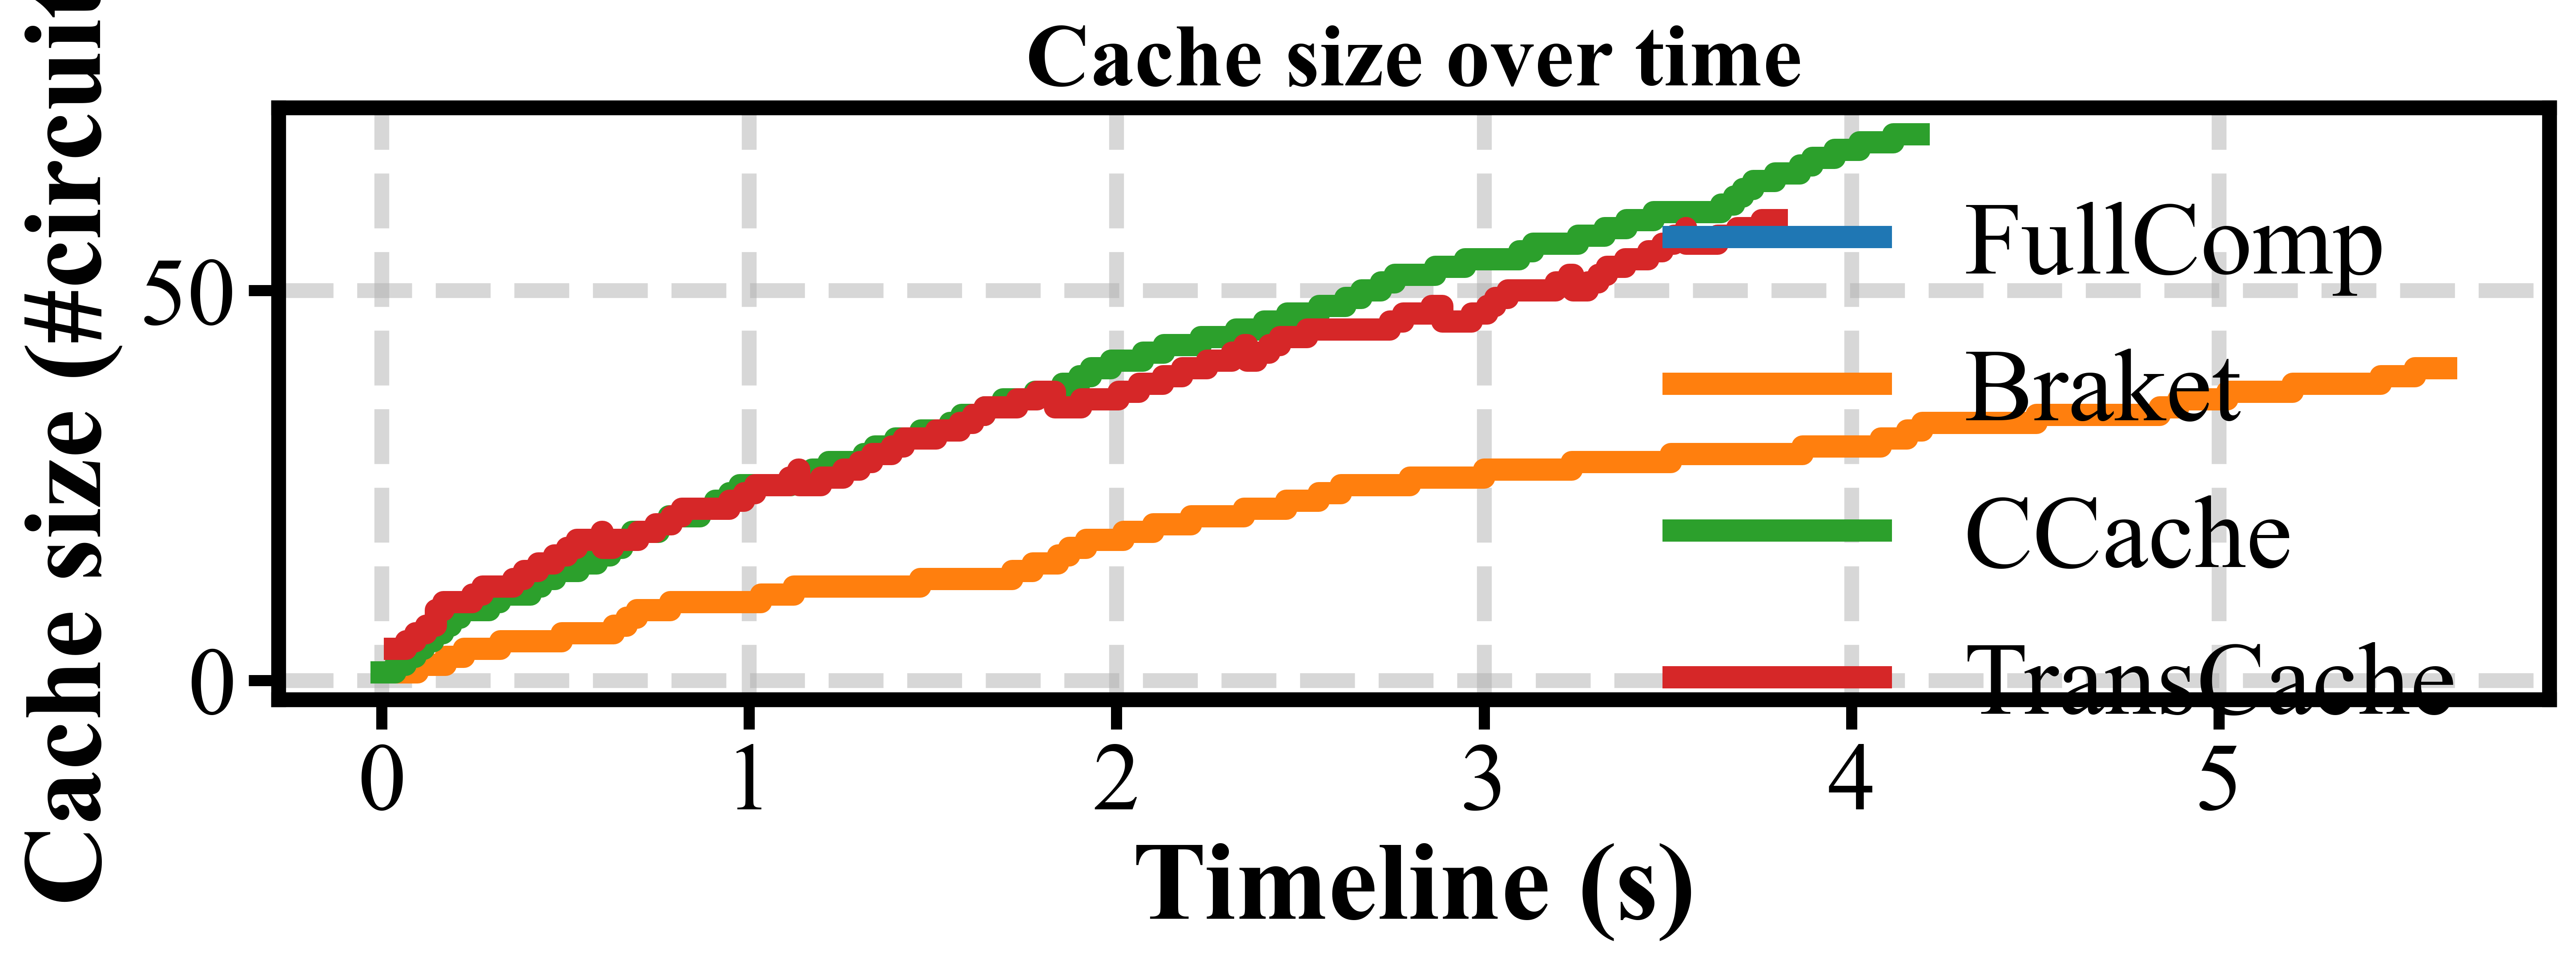 Cache size over time
Cache size (#circuit
50
0
FullComp
Braket
CCache
TransCache
0 1 2 3 4 5
Timeline (s)